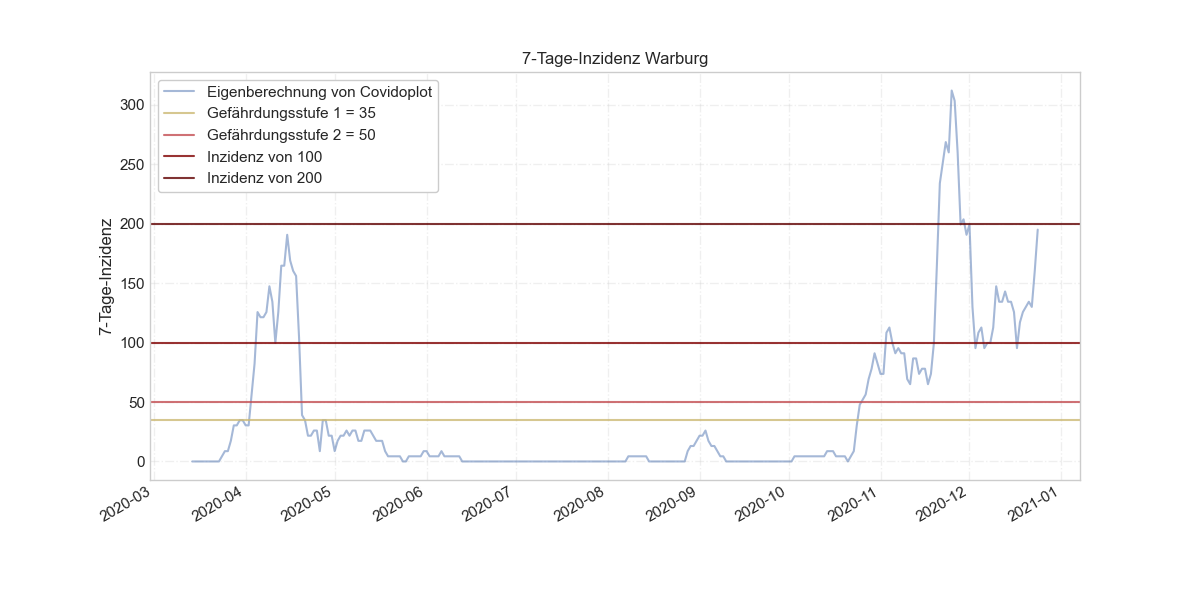 7-Tage-Inzidenz Warburg
Eigenberechnung von Covidoplot
Gefährdungsstufe 1 = 35
Gefährdungsstufe 2 = 50
Inzidenz von 100
Inzidenz von 200
7-Tage-Inzidenz
300
250
200
150
100
50
0
2020-03
2020-04
2020-05
2020-06
2020-07
2020-08
2020-09
2020-10
2020-11
2020-12
2021-01